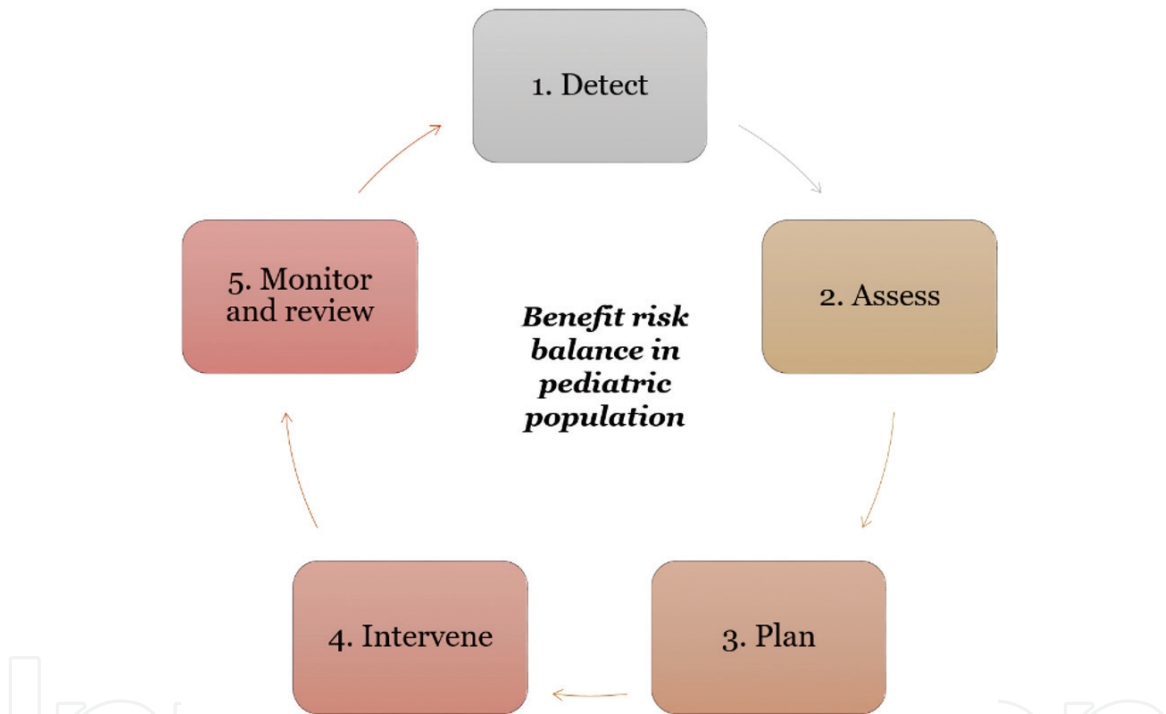 1. Detect
2. Assess
3. Plan
4. Intervene
5. Monitor
and review
Benefit risk
balance in
pediatric
population